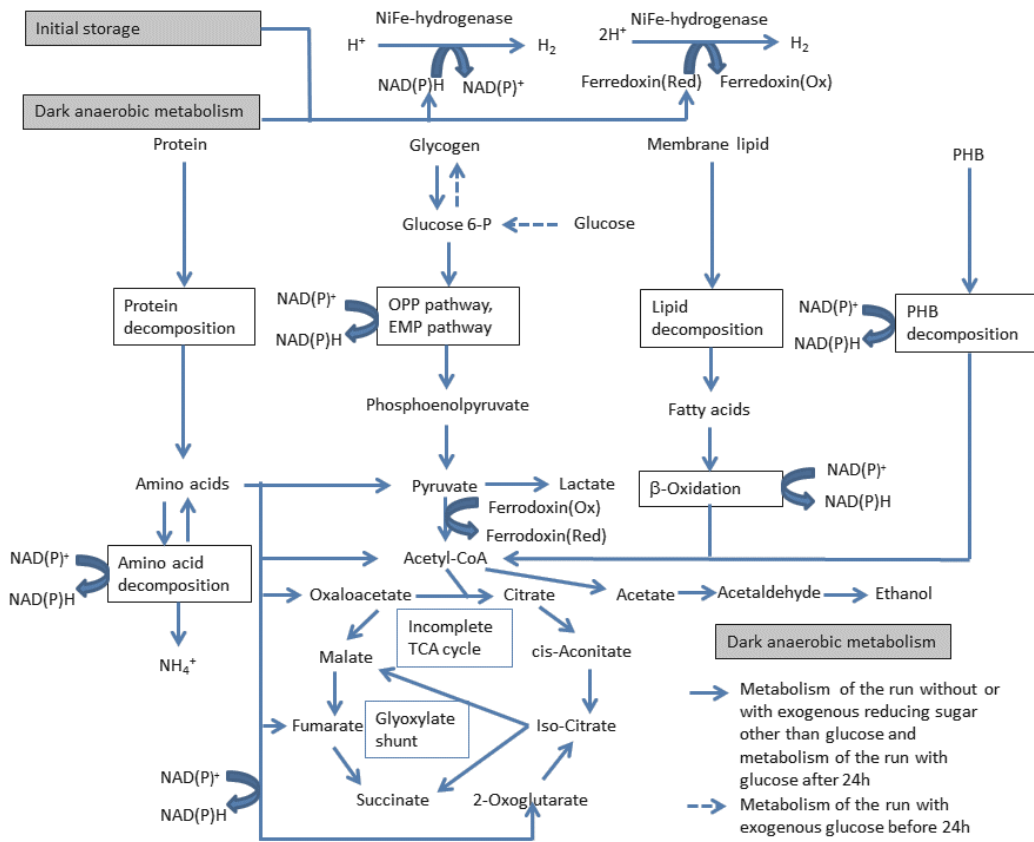 Initial storage
NiFe-hydrogenase
H⁺
H₂
NAD(P)H
NAD(P)⁺
NiFe-hydrogenase
2H⁺
H₂
Ferredoxin(Red)
Ferredoxin(Ox)
Dark anaerobic metabolism
Protein
Glycogen
Membrane lipid
PHB
Glucose 6-P
Glucose
Protein
decomposition
NAD(P)⁺
NAD(P)H
OPP pathway,
EMP pathway
Lipid
decomposition
NAD(P)⁺
NAD(P)H
PHB
decomposition
Phosphoenolpyruvate
Fatty acids
Amino acids
Pyruvate
Lactate
β-Oxidation
NAD(P)⁺
NAD(P)H
Ferrodoxin(Ox)
Ferrodoxin(Red)
NAD(P)⁺
NAD(P)H
Amino acid
decomposition
Acetyl-CoA
Oxaloacetate
Citrate
Acetate
Acetaldehyde
Ethanol
NH₄⁺
Malate
Incomplete
TCA cycle
cis-Aconitate
Fumarate
Glyoxylate
shunt
Iso-Citrate
NAD(P)⁺
NAD(P)H
Succinate
2-Oxoglutarate
Dark anaerobic metabolism
Metabolism of the run without or
with exogenous reducing sugar
other than glucose and
metabolism of the run with
glucose after 24h
Metabolism of the run with
exogenous glucose before 24h